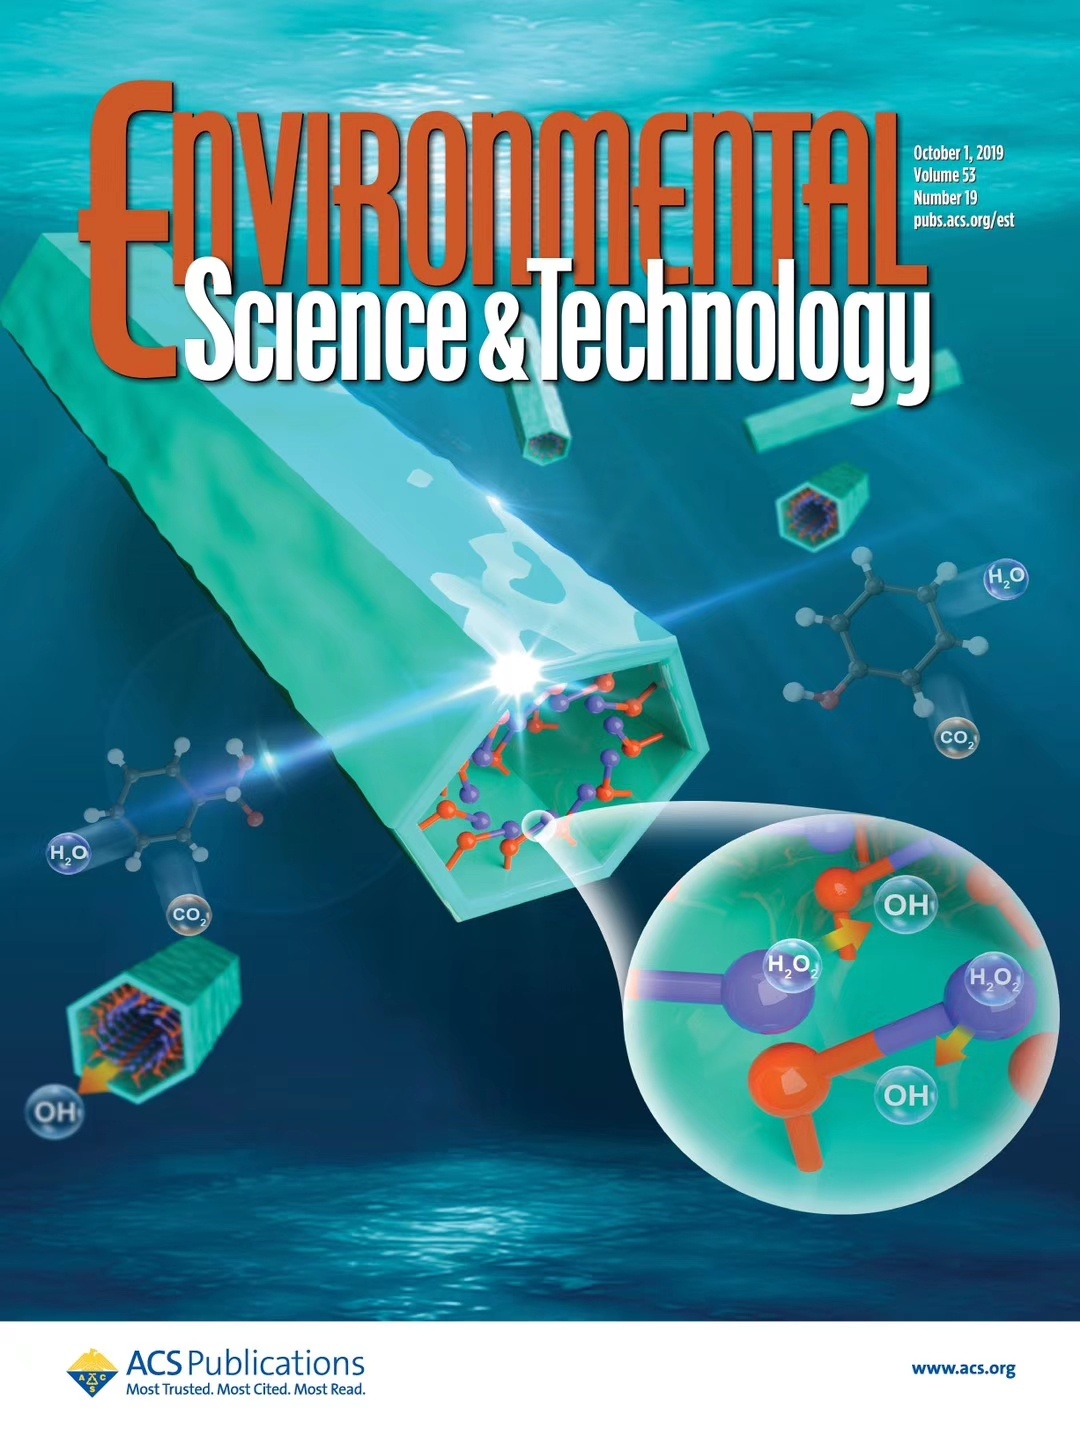 ENVIRONMENTAL
Science & Technology
October 1, 2019
Volume 53
Number 19
pubs.acs.org/est
H₂O
CO₂
H₂O
CO₂
OH
H₂O₂
OH
H₂O₂
OH
A C S
ACS Publications
Most Trusted. Most Cited. Most Read.
www.acs.org